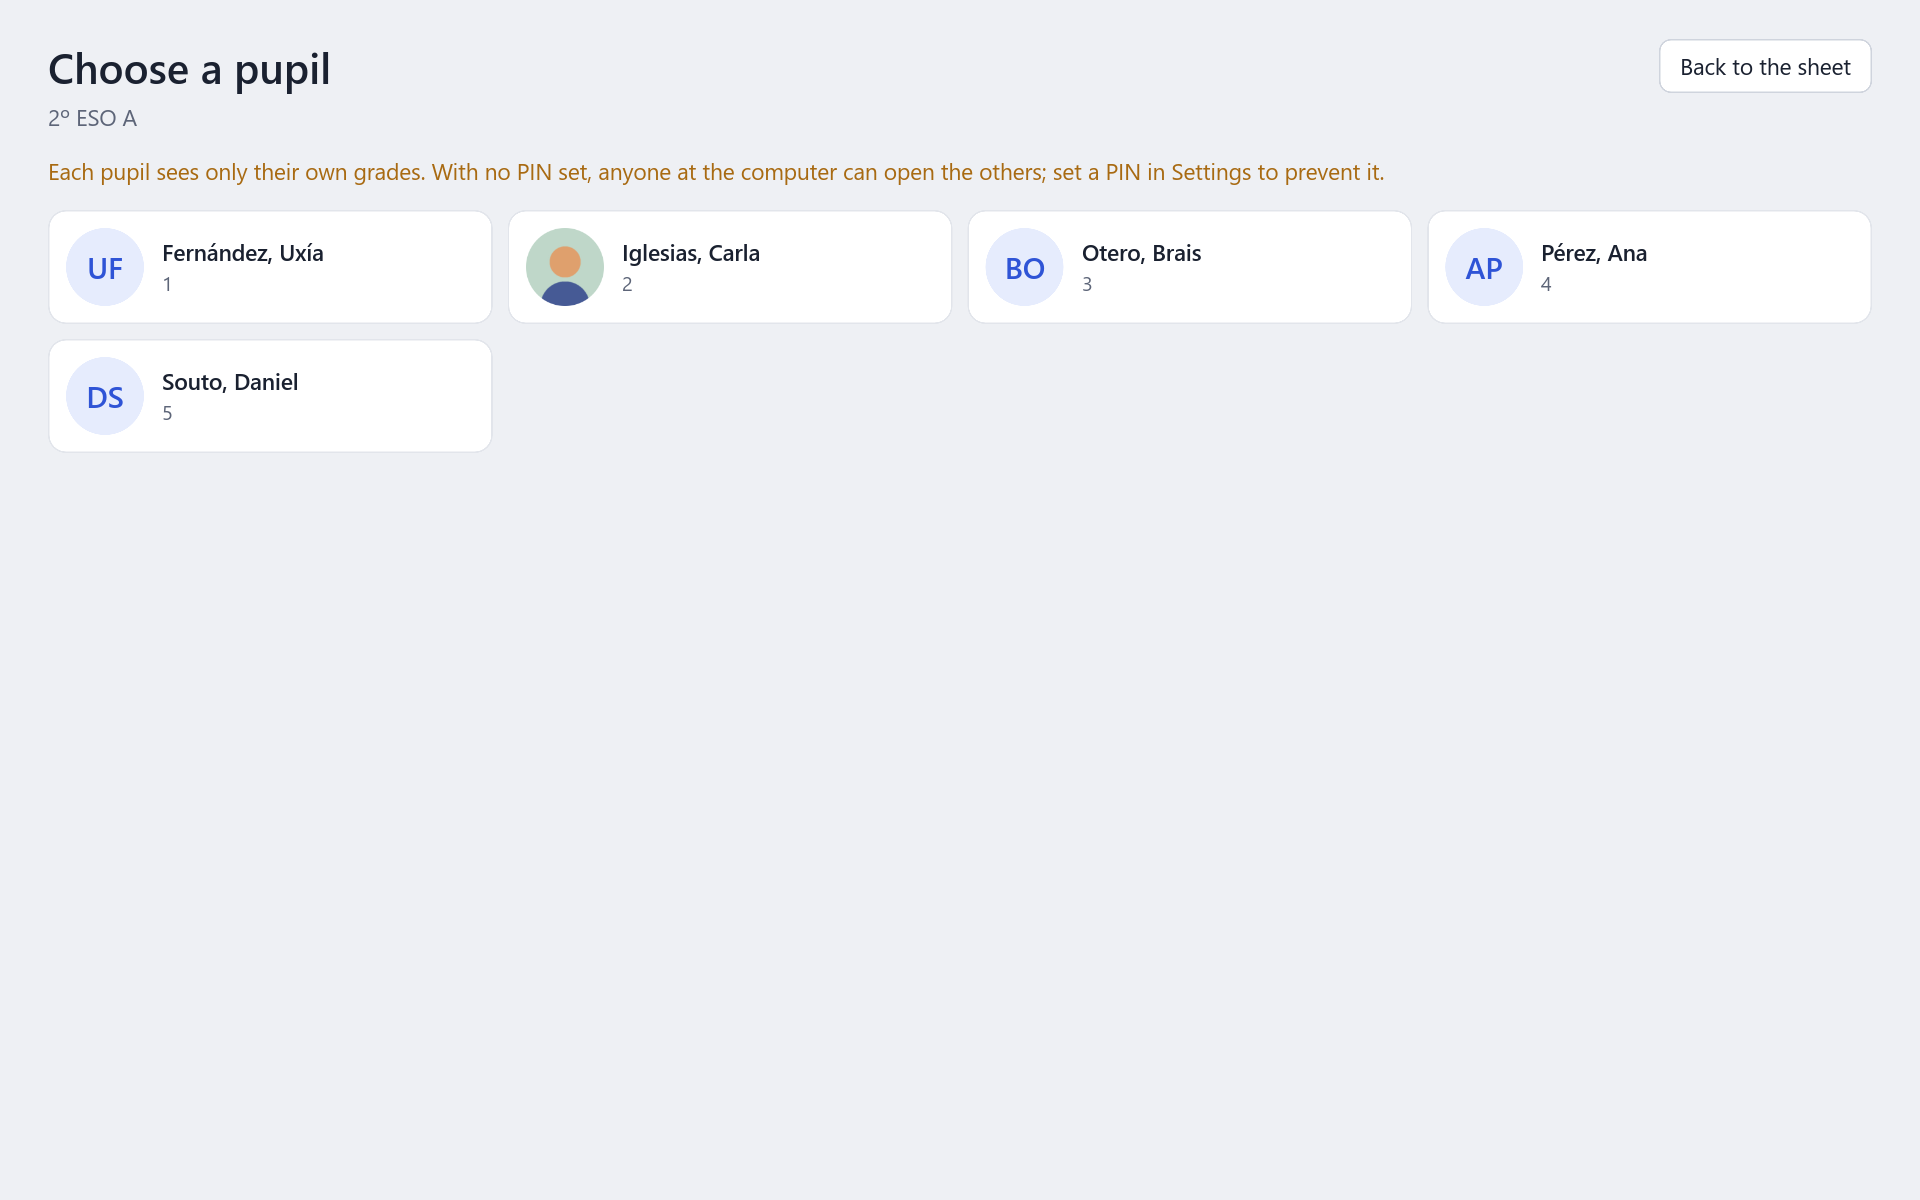 Choose a pupil
Back to the sheet
2º ESO A
Each pupil sees only their own grades. With no PIN set, anyone at the computer can open the others; set a PIN in Settings to prevent it.
UF
Fernández, Uxía
1
Iglesias, Carla
2
BO
Otero, Brais
3
AP
Pérez, Ana
4
DS
Souto, Daniel
5